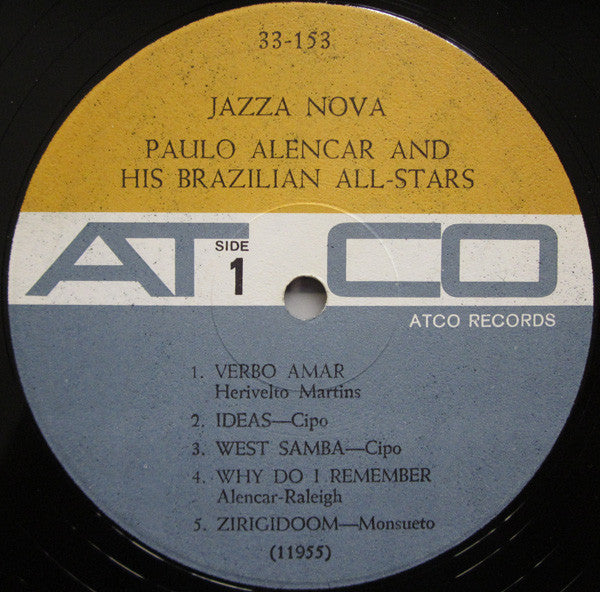 33-153
JAZZA NOVA
PAULO ALENCAR AND
HIS BRAZILIAN ALL-STARS
ATCO
SIDE
1
ATCO RECORDS
1. VERBO AMAR
Herivelto Martins
2. IDEAS—Cipo
3. WEST SAMBA—Cipo
4. WHY DO I REMEMBER
Alencar-Raleigh
5. ZIRIGIDOOM—Monsueto
(11955)